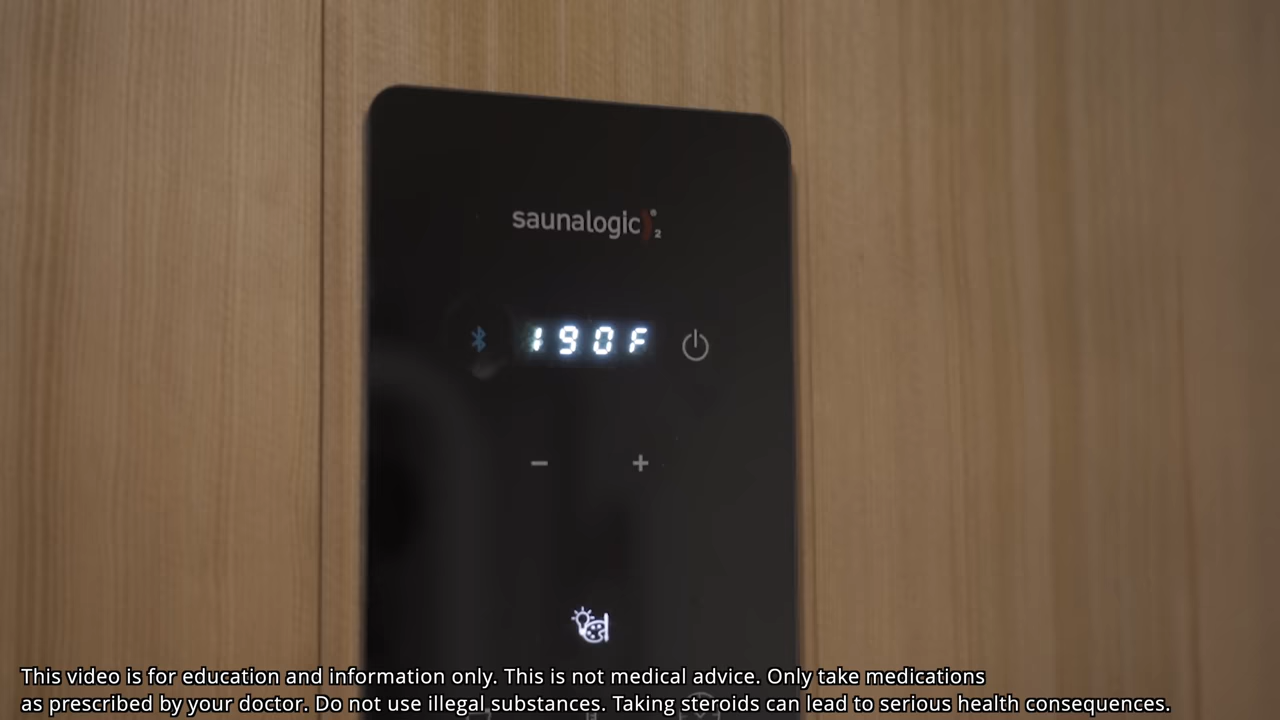 saunalogic 2
190F
- +
This video is for education and information only. This is not medical advice. Only take medications
as prescribed by your doctor. Do not use illegal substances. Taking steroids can lead to serious health consequences.